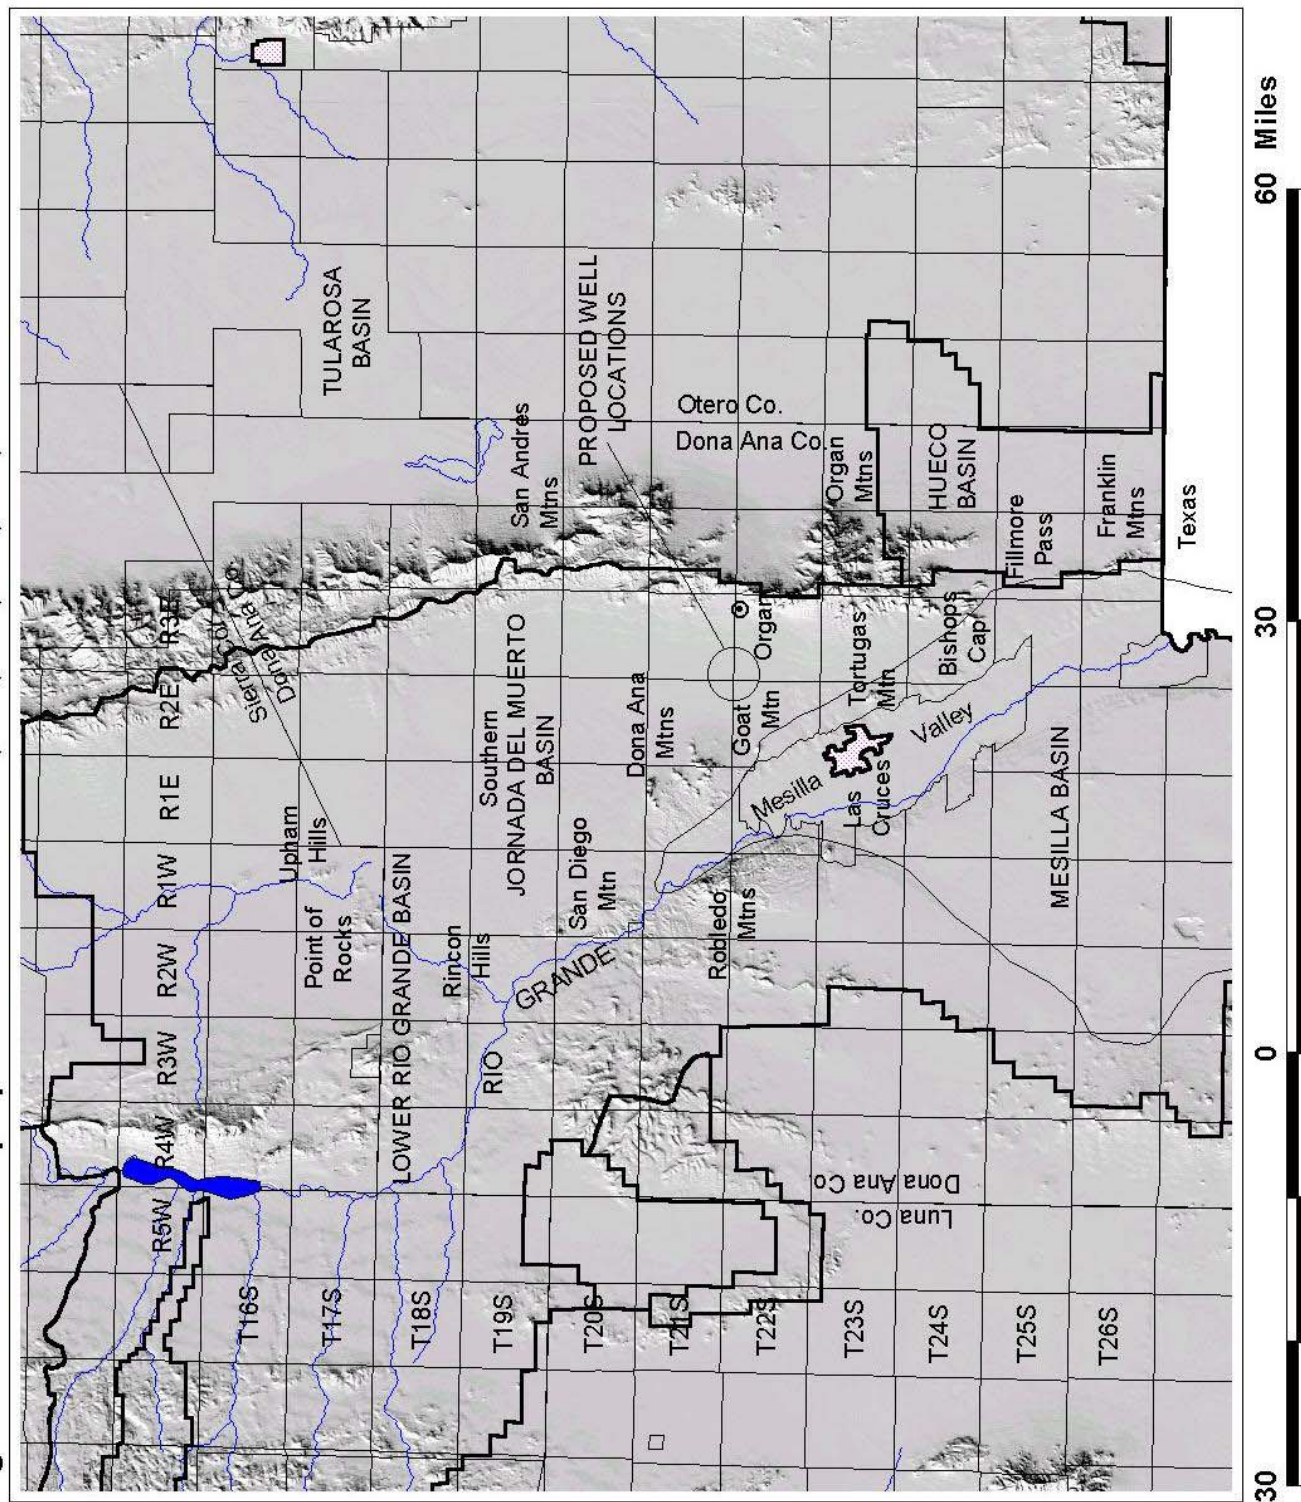 R5W
R4W
R3W
R2W
R1W
R1E
R2E
R3E
Sierra Co.
Dona Ana Co.
T16S
T17S
T18S
T19S
T20S
T21S
T22S
T23S
T24S
T25S
T26S
Upham
Hills
Point of
Rocks
TULAROSA
BASIN
LOWER RIO GRANDE BASIN
Rincon
Hills
Southern
JORNADA DEL MUERTO
BASIN
San Andres
Mtns
RIO
GRANDE
San Diego
Mtn
PROPOSED WELL
LOCATIONS
Dona Ana
Mtns
Otero Co.
Dona Ana Co.
Robledo
Mtns
Goat
Mtn
Organ
Mesilla
Valley
Las
Cruces
Tortugas
Mtn
Organ
Mtns
Dona Ana Co.
Luna Co.
Bishops
Cap
HUECO
BASIN
Fillmore
Pass
MESILLA BASIN
Franklin
Mtns
Texas
30
0
30
60 Miles